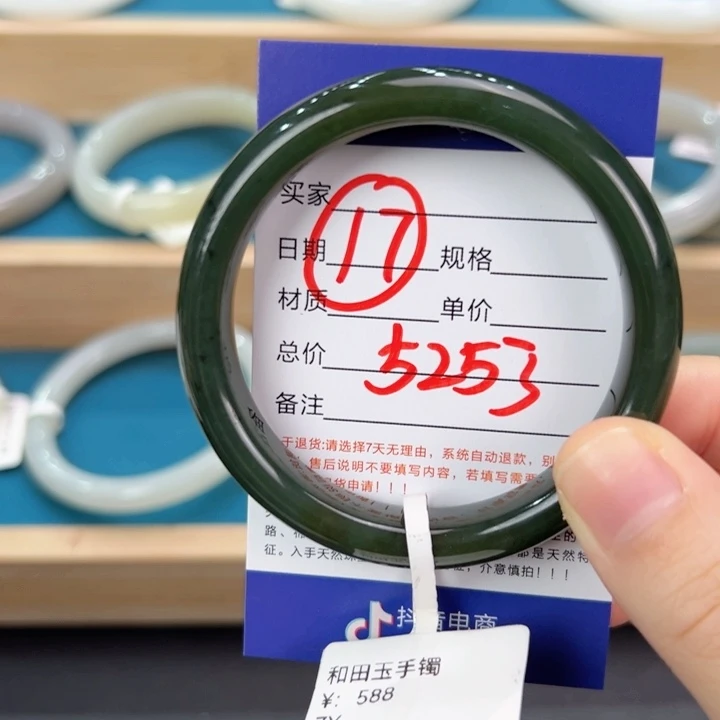 买家
17
日期 规格
材质 单价
总价
5253
备注
于退货:请选择7天无理由，系统自动退款，别
售后说明不要填写内容，若填写需要
货申请！！！
征。入手天然 都是天然特
介意慎拍！！！
抖音电商
和田玉手镯
¥: 588